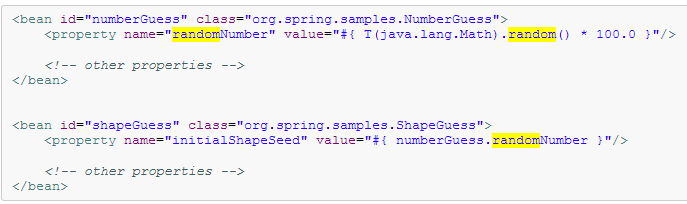 <bean id="numberGuess" class="org.spring.samples.NumberGuess">
    <property name="randomNumber" value="#{ T(java.lang.Math).random() * 100.0 }"/>
    <!-- other properties -->
</bean>
<bean id="shapeGuess" class="org.spring.samples.ShapeGuess">
    <property name="initialShapeSeed" value="#{ numberGuess.randomNumber }"/>
    <!-- other properties -->
</bean>